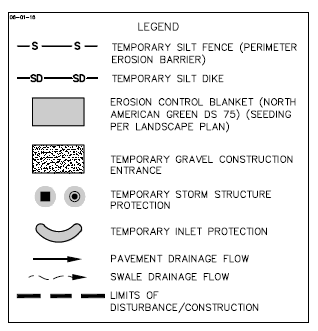 06-01-16
LEGEND
S S TEMPORARY SILT FENCE (PERIMETER
EROSION BARRIER)
SD SD TEMPORARY SILT DIKE
EROSION CONTROL BLANKET (NORTH
AMERICAN GREEN DS 75) (SEEDING
PER LANDSCAPE PLAN)
TEMPORARY GRAVEL CONSTRUCTION
ENTRANCE
TEMPORARY STORM STRUCTURE
PROTECTION
TEMPORARY INLET PROTECTION
PAVEMENT DRAINAGE FLOW
SWALE DRAINAGE FLOW
LIMITS OF
DISTURBANCE/CONSTRUCTION